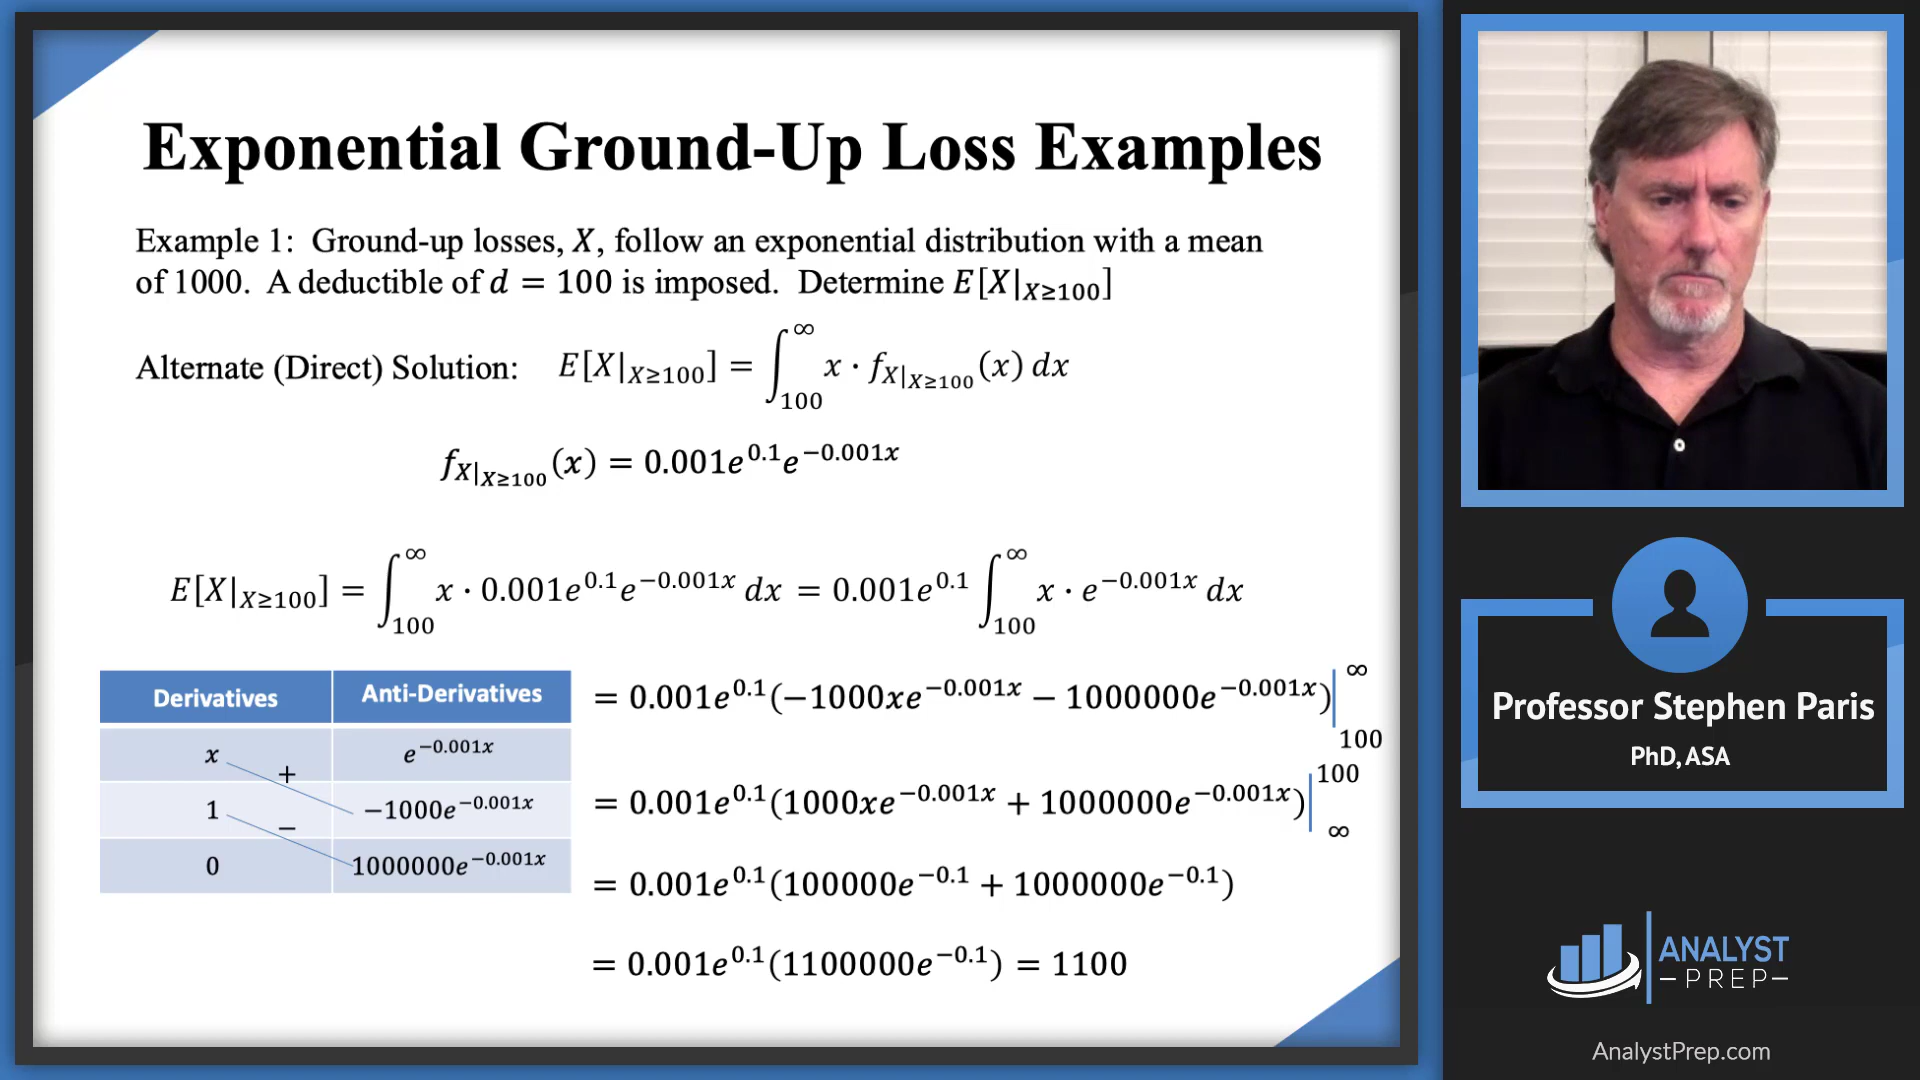 Exponential Ground-Up Loss Examples
Example 1: Ground-up losses, X, follow an exponential distribution with a mean
of 1000. A deductible of d = 100 is imposed. Determine E[X|_{X≥100}]
Alternate (Direct) Solution: E[X|_{X≥100}] = ∫_{100}^{∞} x · f_{X|_{X≥100}}(x) dx
f_{X|_{X≥100}}(x) = 0.001e^{0.1}e^{−0.001x}
E[X|_{X≥100}] = ∫_{100}^{∞} x · 0.001e^{0.1}e^{−0.001x} dx = 0.001e^{0.1} ∫_{100}^{∞} x · e^{−0.001x} dx
Derivatives Anti-Derivatives
x + e^{−0.001x}
1 − −1000e^{−0.001x}
0 1000000e^{−0.001x}
= 0.001e^{0.1}(−1000xe^{−0.001x} − 1000000e^{−0.001x})|_{100}^{∞}
= 0.001e^{0.1}(1000xe^{−0.001x} + 1000000e^{−0.001x})|_{∞}^{100}
= 0.001e^{0.1}(100000e^{−0.1} + 1000000e^{−0.1})
= 0.001e^{0.1}(1100000e^{−0.1}) = 1100
Professor Stephen Paris
PhD, ASA
ANALYST
PREP
AnalystPrep.com